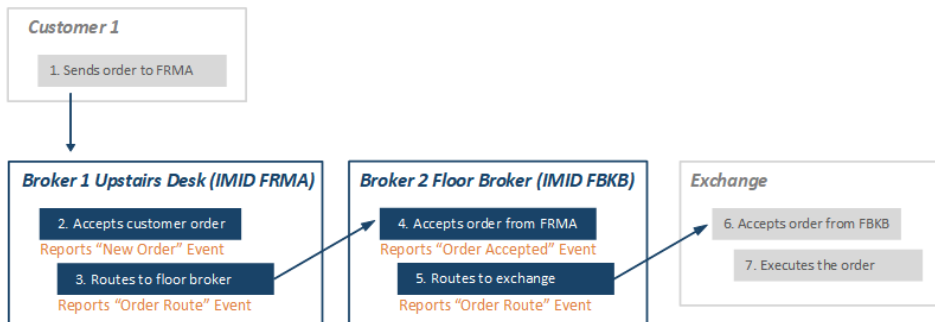 Customer 1
1. Sends order to FRMA
Broker 1 Upstairs Desk (IMID FRMA)
2. Accepts customer order
Reports “New Order” Event
3. Routes to floor broker
Reports “Order Route” Event
Broker 2 Floor Broker (IMID FBKB)
4. Accepts order from FRMA
Reports “Order Accepted” Event
5. Routes to exchange
Reports “Order Route” Event
Exchange
6. Accepts order from FBKB
7. Executes the order